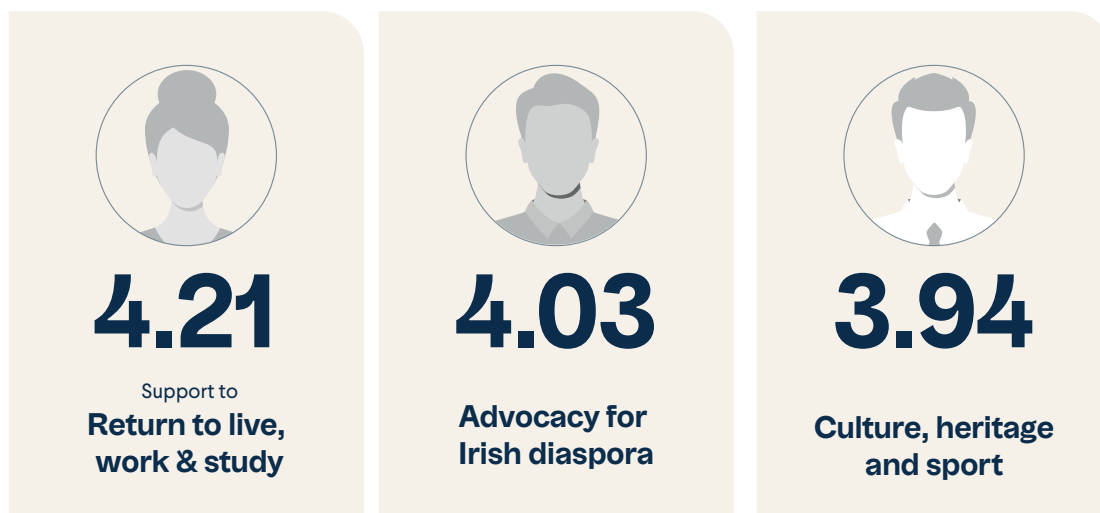 4.21
Support to
Return to live,
work & study
4.03
Advocacy for
Irish diaspora
3.94
Culture, heritage
and sport